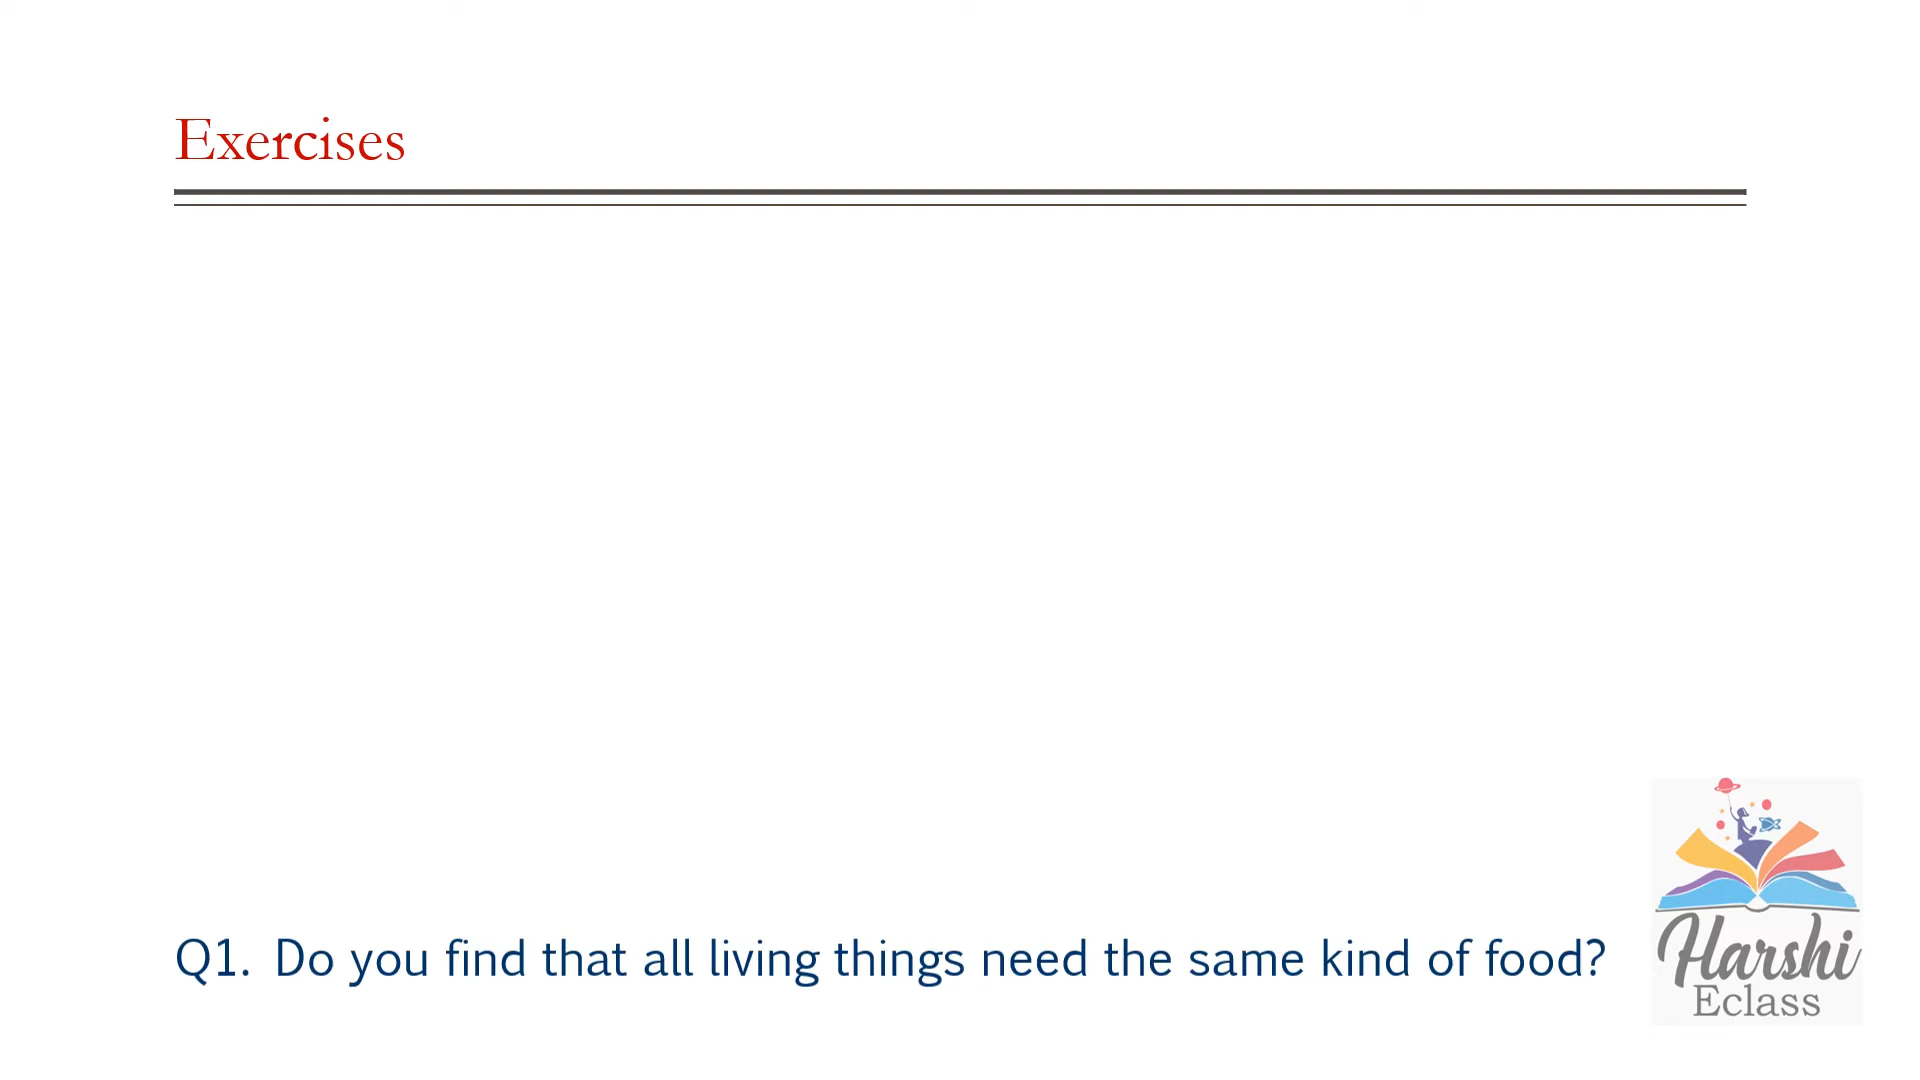 Exercises
Q1. Do you find that all living things need the same kind of food?
Harshi
Eclass